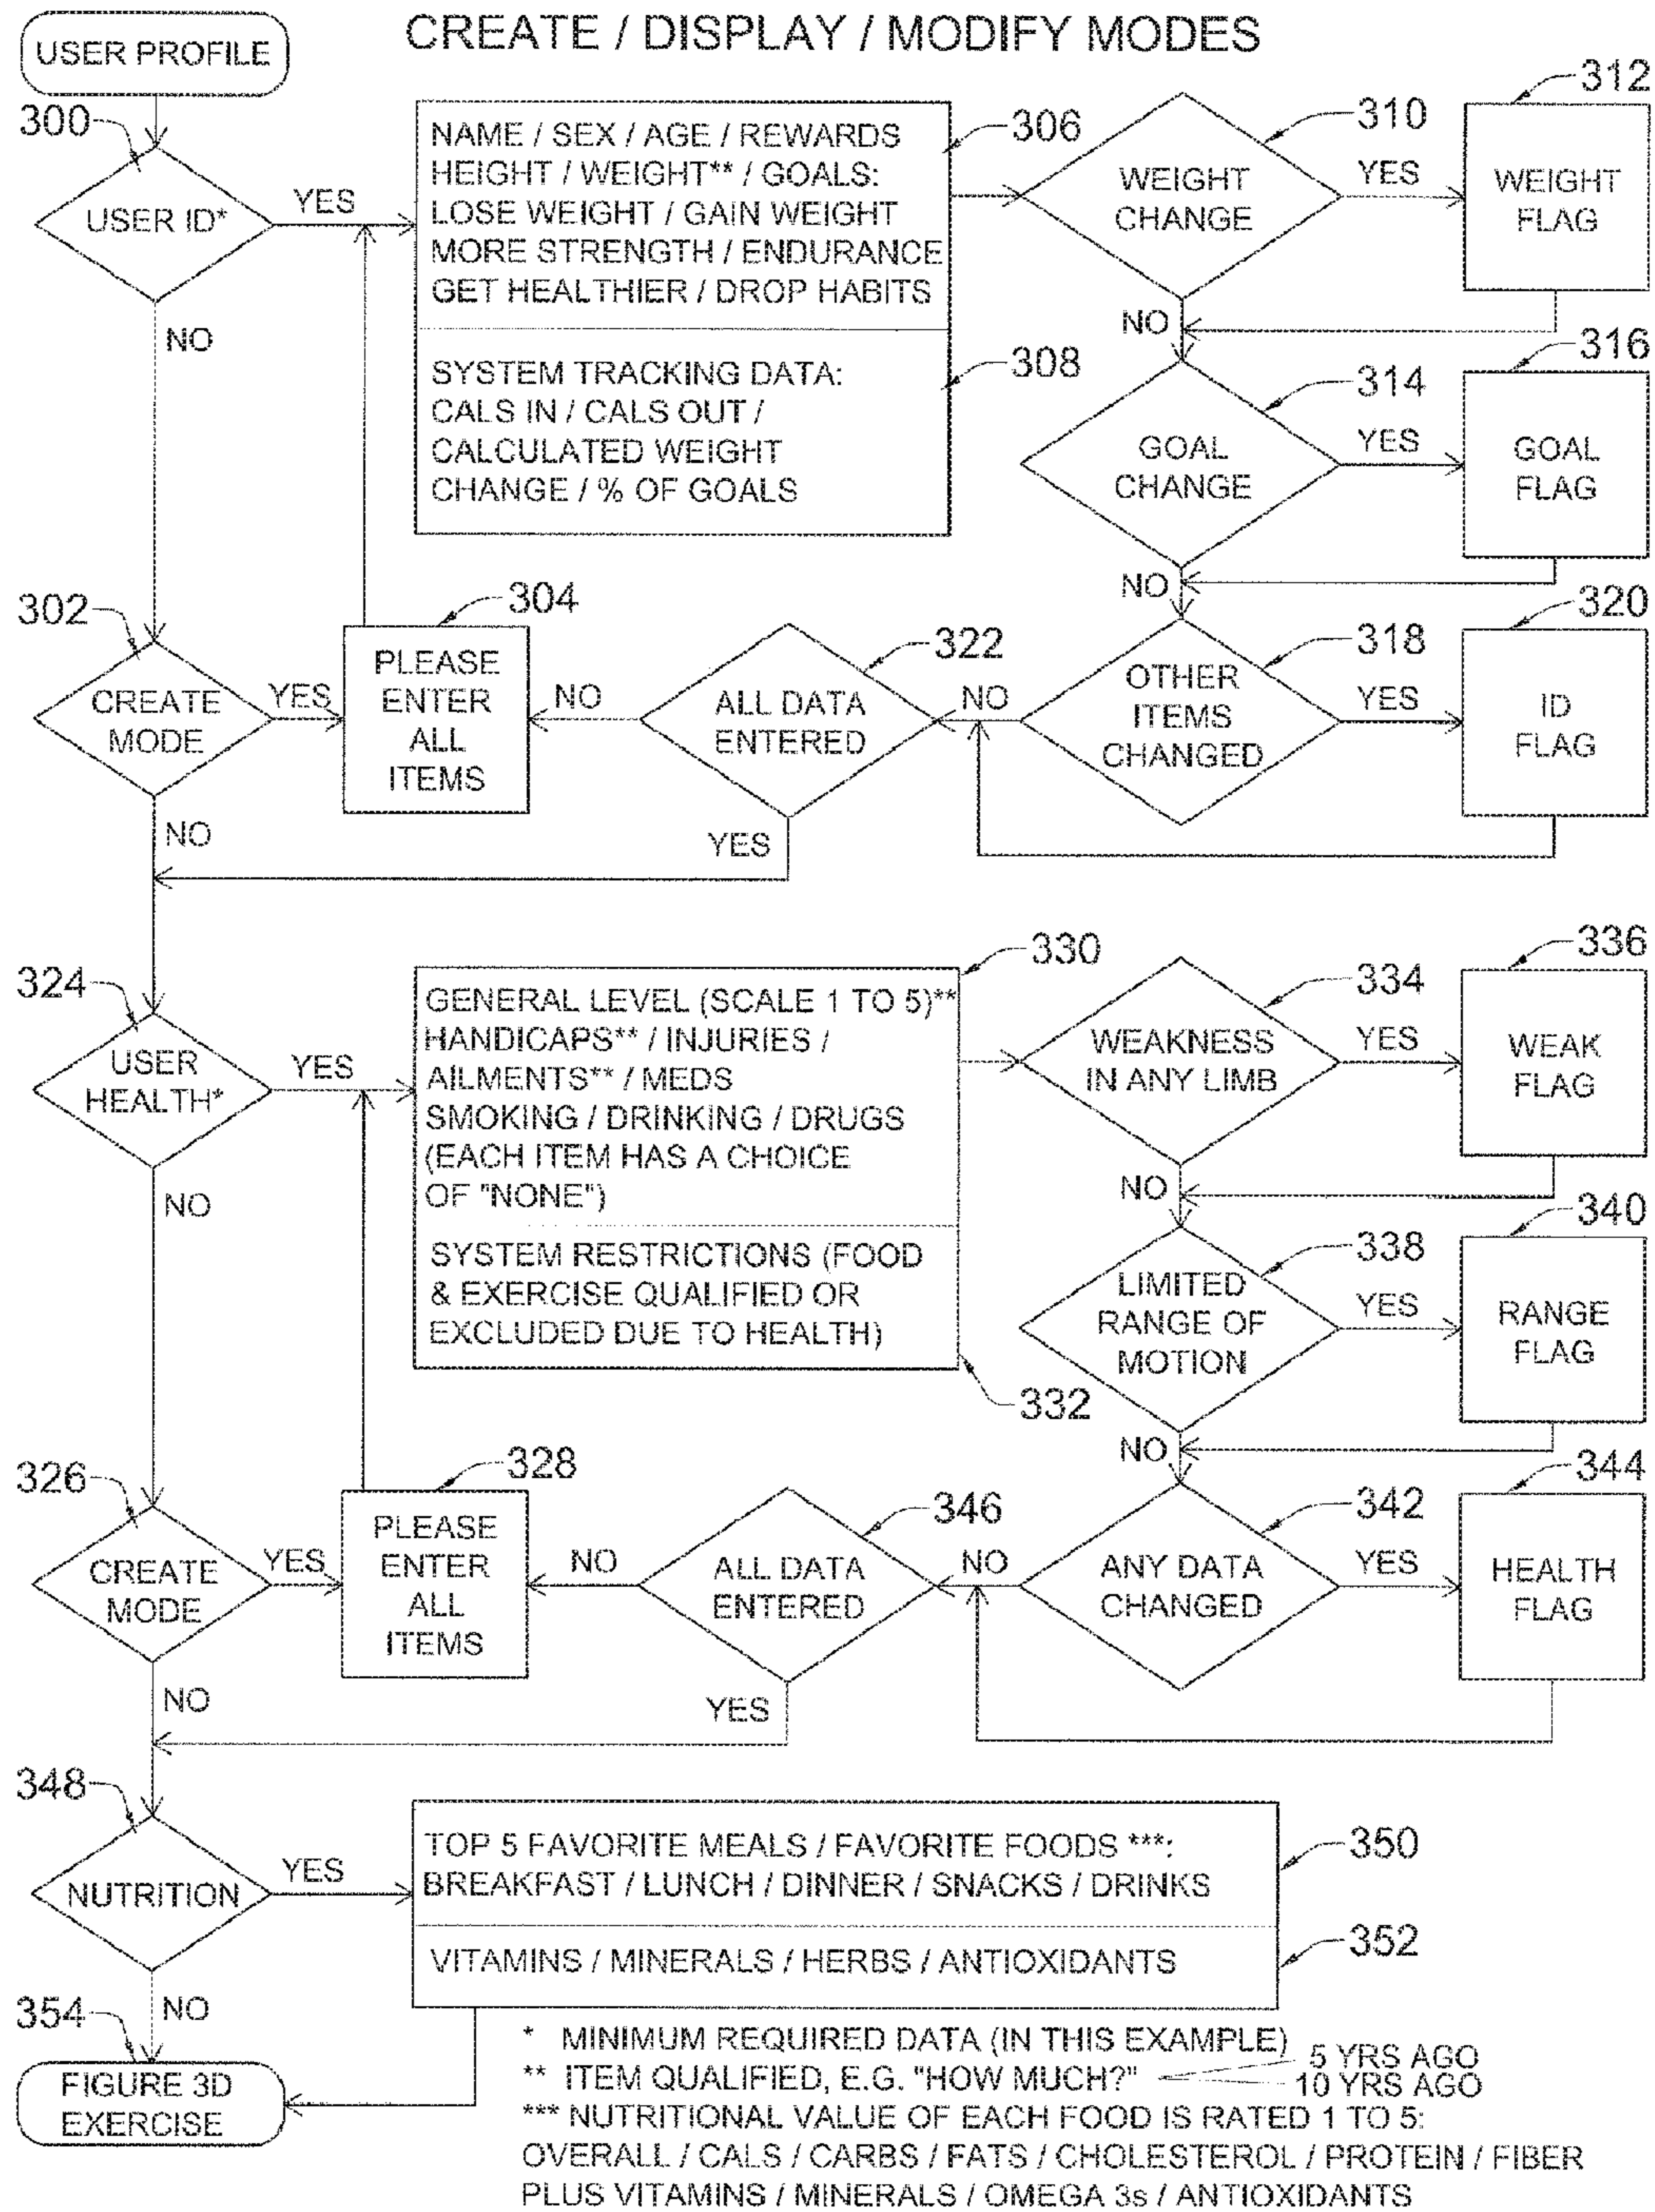 CREATE / DISPLAY / MODIFY MODES
USER PROFILE
300
USER ID*
YES
NO
306
NAME / SEX / AGE / REWARDS
HEIGHT / WEIGHT** / GOALS:
LOSE WEIGHT / GAIN WEIGHT
MORE STRENGTH / ENDURANCE
GET HEALTHIER / DROP HABITS
308
SYSTEM TRACKING DATA:
CALS IN / CALS OUT /
CALCULATED WEIGHT
CHANGE / % OF GOALS
310
WEIGHT
CHANGE
YES
NO
312
WEIGHT
FLAG
314
GOAL
CHANGE
YES
NO
316
GOAL
FLAG
302
CREATE
MODE
YES
NO
304
PLEASE
ENTER
ALL
ITEMS
322
ALL DATA
ENTERED
NO
YES
318
OTHER
ITEMS
CHANGED
NO
YES
320
ID
FLAG
324
USER
HEALTH*
YES
NO
330
GENERAL LEVEL (SCALE 1 TO 5)**
HANDICAPS** / INJURIES /
AILMENTS** / MEDS
SMOKING / DRINKING / DRUGS
(EACH ITEM HAS A CHOICE
OF "NONE")
SYSTEM RESTRICTIONS (FOOD
& EXERCISE QUALIFIED OR
EXCLUDED DUE TO HEALTH)
332
334
WEAKNESS
IN ANY LIMB
YES
NO
336
WEAK
FLAG
338
LIMITED
RANGE OF
MOTION
YES
NO
340
RANGE
FLAG
326
CREATE
MODE
YES
NO
328
PLEASE
ENTER
ALL
ITEMS
346
ALL DATA
ENTERED
NO
YES
342
ANY DATA
CHANGED
NO
YES
344
HEALTH
FLAG
348
NUTRITION
YES
NO
350
TOP 5 FAVORITE MEALS / FAVORITE FOODS ***:
BREAKFAST / LUNCH / DINNER / SNACKS / DRINKS
352
VITAMINS / MINERALS / HERBS / ANTIOXIDANTS
354
FIGURE 3D
EXERCISE
* MINIMUM REQUIRED DATA (IN THIS EXAMPLE)
** ITEM QUALIFIED, E.G. "HOW MUCH?"
5 YRS AGO
10 YRS AGO
*** NUTRITIONAL VALUE OF EACH FOOD IS RATED 1 TO 5:
OVERALL / CALS / CARBS / FATS / CHOLESTEROL / PROTEIN / FIBER
PLUS VITAMINS / MINERALS / OMEGA 3s / ANTIOXIDANTS